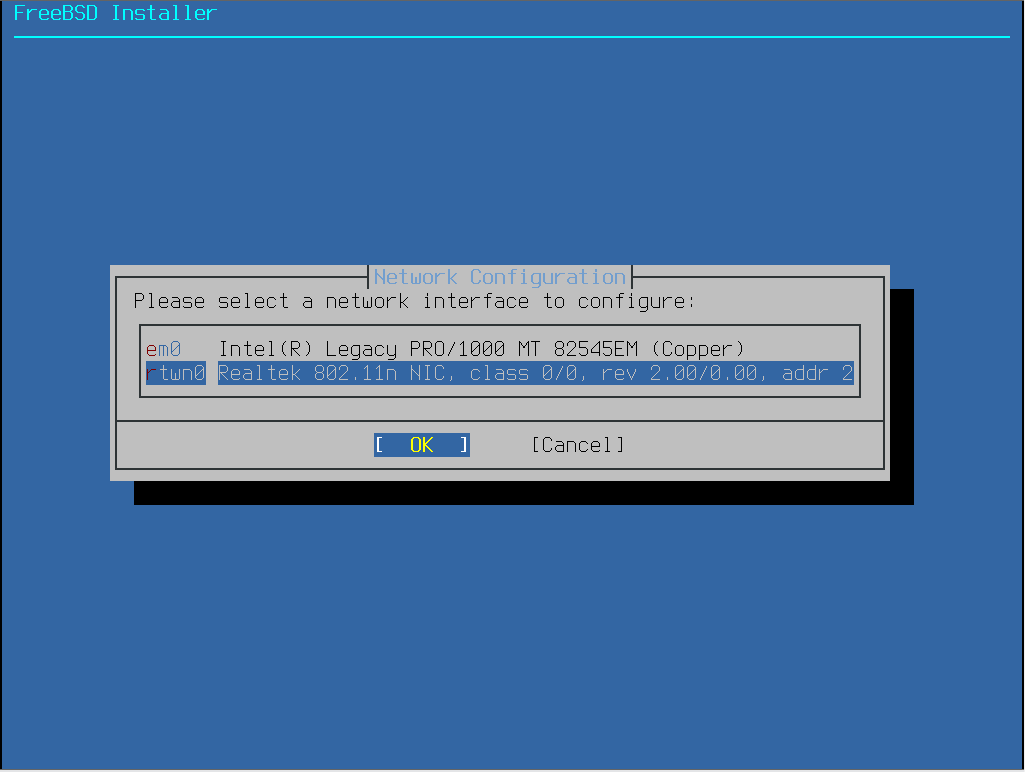 FreeBSD Installer
Network Configuration
Please select a network interface to configure:
em0 Intel(R) Legacy PRO/1000 MT 82545EM (Copper)
rtwn0 Realtek 802.11n NIC, class 0/0, rev 2.00/0.00, addr 2
[ OK ] [Cancel]